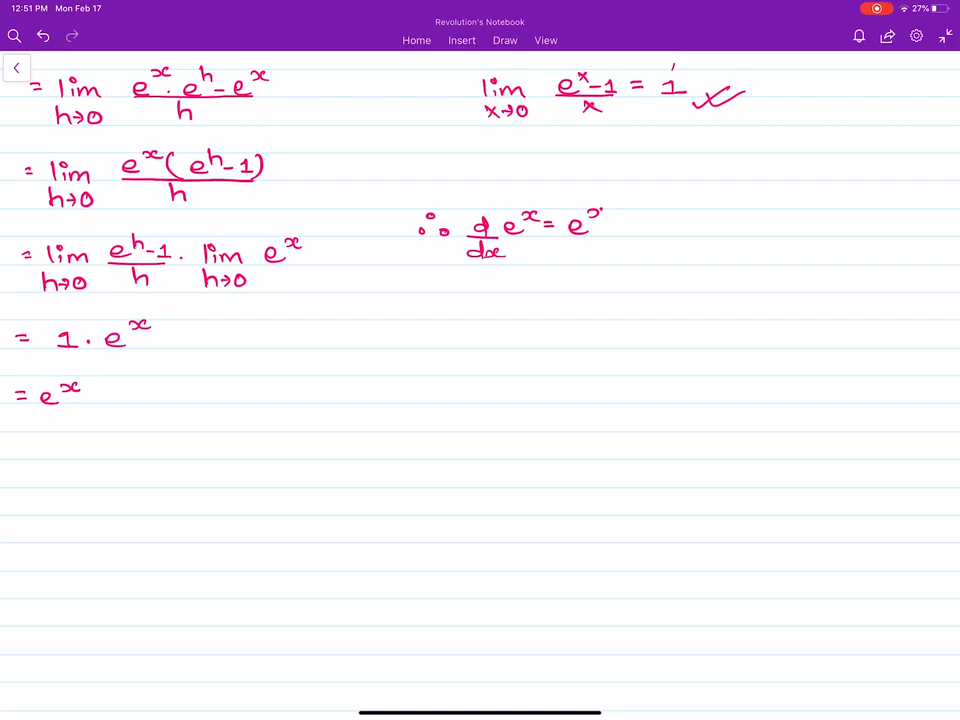 12:51 PM Mon Feb 17
27%
Revolution's Notebook
Home Insert Draw View
= lim e^x · e^h - e^x
h→0 h
= lim e^x ( e^h - 1 )
h→0 h
= lim e^h - 1 · lim e^x
h→0 h h→0
= 1 · e^x
= e^x
lim e^x - 1 = 1
x→0 x
∴ d e^x = e^x
dx